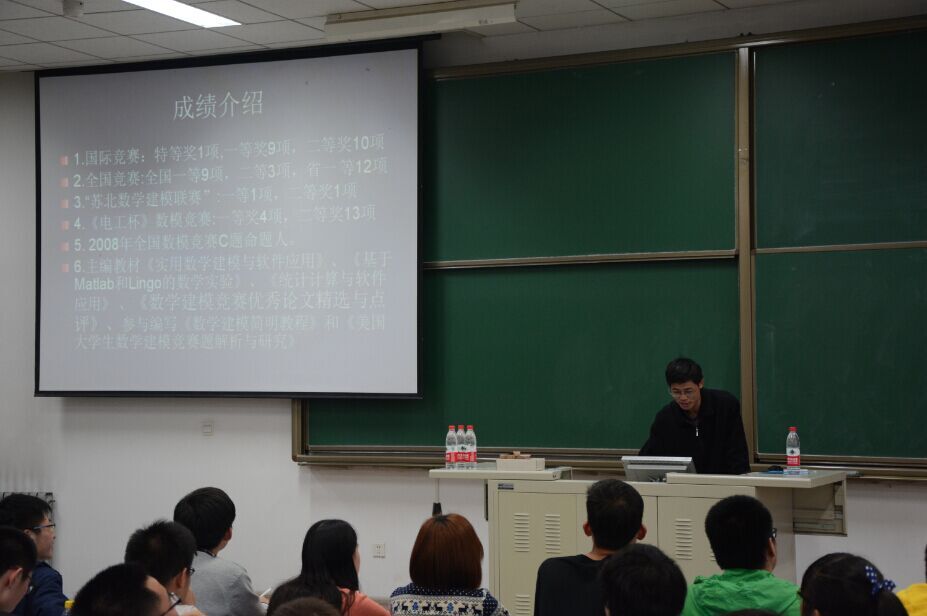 成绩介绍
1.国际竞赛：特等奖1项,一等奖9项，二等奖10项
2.全国竞赛:全国一等9项，二等3项，省一等12项
3.“苏北数学建模联赛”:一等1项，二等奖1项
4.《电工杯》数模竞赛:一等奖4项，二等奖13项
5. 2008年全国数模竞赛C题命题人。
6.主编教材《实用数学建模与软件应用》、《基于
Matlab和Lingo的数学实验》、《统计计算与软件
应用》、《数学建模竞赛优秀论文精选与点
评》、参与编写《数学建模简明教程》和《美国
大学生数学建模竞赛题解析与研究》